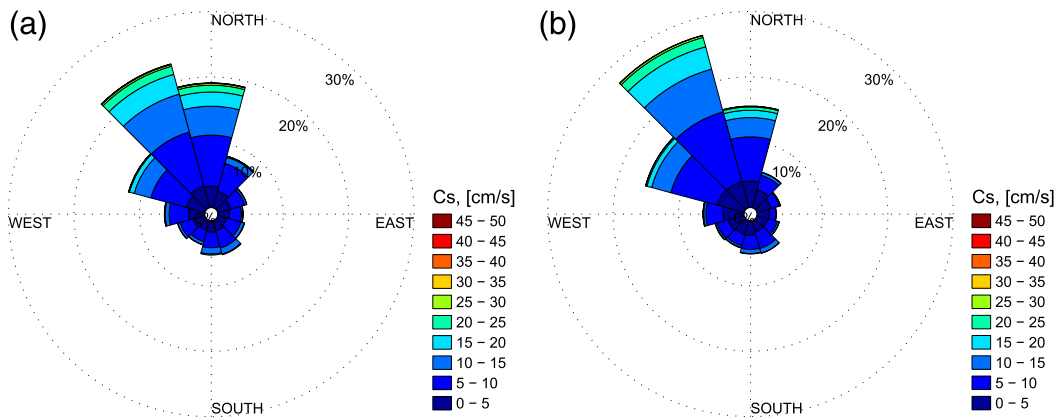 (a)
NORTH
30%
20%
10%
WEST
EAST
SOUTH
Cs, [cm/s]
45 − 50
40 − 45
35 − 40
30 − 35
25 − 30
20 − 25
15 − 20
10 − 15
5 − 10
0 − 5
(b)
NORTH
30%
20%
10%
WEST
EAST
SOUTH
Cs, [cm/s]
45 − 50
40 − 45
35 − 40
30 − 35
25 − 30
20 − 25
15 − 20
10 − 15
5 − 10
0 − 5